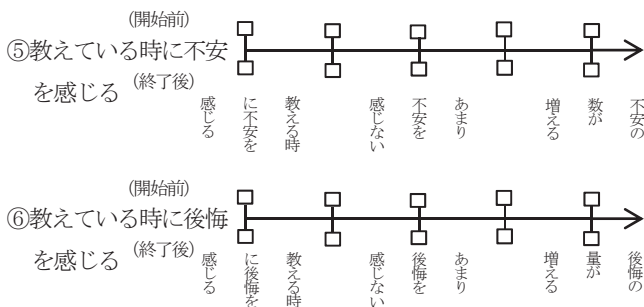 (開始前)
⑤教えている時に不安
を感じる (終了後)
教える時
に不安を
感じる
あまり
不安を
感じない
不安の
数が
増える
(開始前)
⑥教えている時に後悔
を感じる (終了後)
教える時
に後悔を
感じる
あまり
後悔を
感じない
後悔の
量が
増える